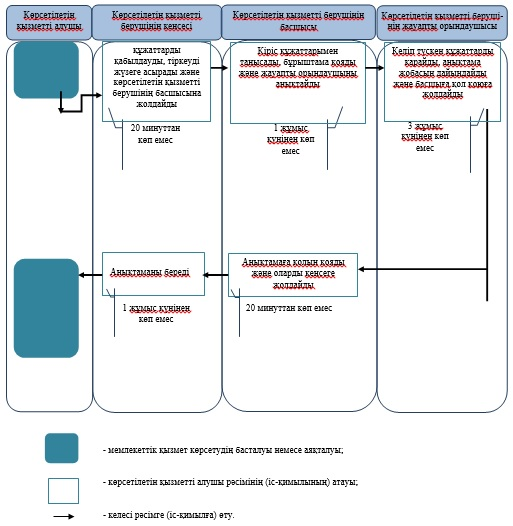 Көрсетілетін
қызметті алушу
Көрсетілетін қызметті
берушінің кеңсесі
Көрсетілетін қызметті берушінің
басшысы
Көрсетілетін қызметті беруші-
нің жауапты орындаушысы
құжаттарды
қабылдауды, тіркеуді
жүзеге асырады және
көрсетілетін қызметті
берушінің басшысына
жолдайды
Кіріс құжаттарымен
танысады, бұрыштама қояды
және жауапты орындаушыны
анықтайды
Келіп түскен құжаттарды
қарайды, анықтама
жобасын дайындайды
және басшыға қол қоюға
жолдайды
20 минуттан
көп емес
1 жұмыс
күнінен көп
емес
3 жұмыс
күнінен көп
емес
Анықтаманы береді
Анықтамаға қолын қояды
және оларды кеңсеге
жолдайды
1 жұмыс күнінен
көп емес
20 минуттан көп емес
- мемлекеттік қызмет көрсетудің басталуы немесе аяқталуы;
- көрсетілетін қызметті алушы рәсімінің (іс-қимылының) атауы;
- келесі рәсімге (іс-қимылға) өту.